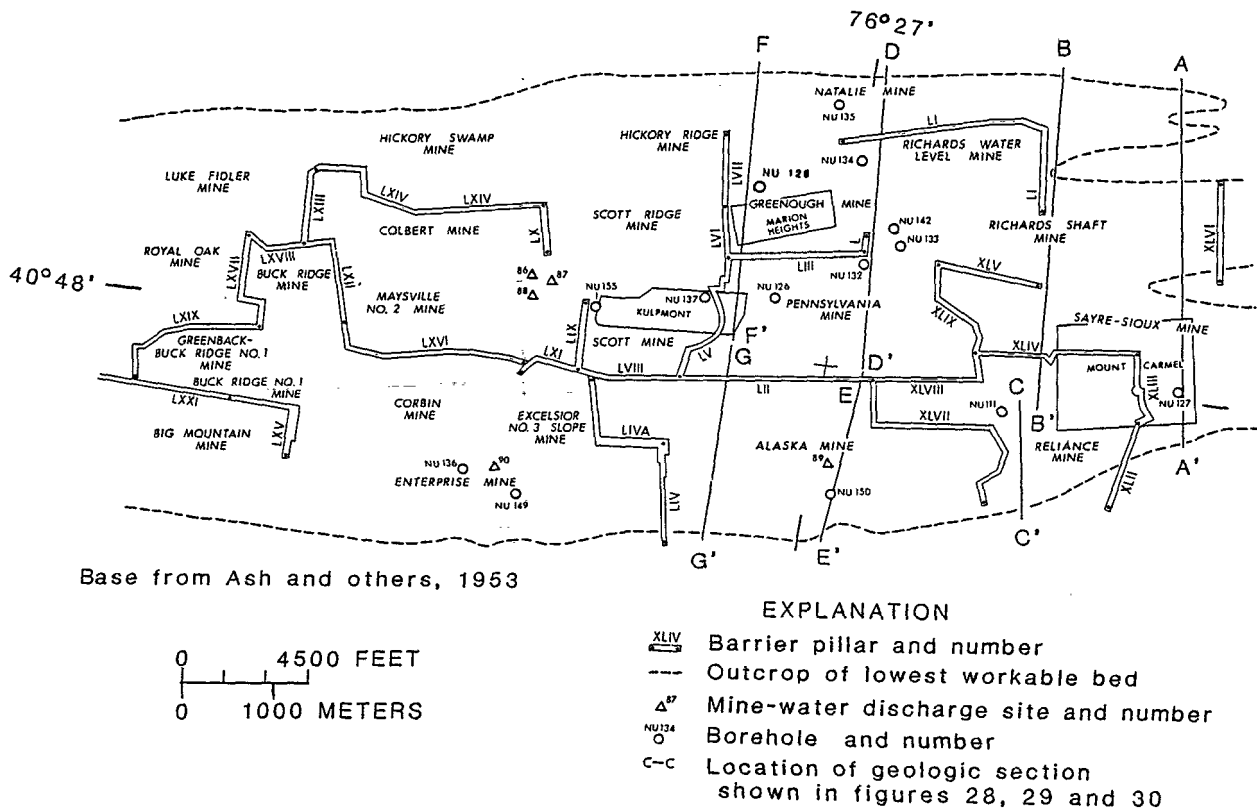 76° 27'
F
D
B
A
NATALIE MINE
NU 135
HICKORY SWAMP
MINE
HICKORY RIDGE
MINE
LI
RICHARDS WATER
LEVEL MINE
LUKE FIDLER
MINE
LXIII
LXIV
LXIV
LVII
NU134
NU 128
LI
XLVI
SCOTT RIDGE
MINE
GREENOUGH MINE
MARION
HEIGHTS
COLBERT MINE
LX
LVI
L
NU 142
NU 133
RICHARDS SHAFT
MINE
ROYAL OAK
MINE
LXVII
LXVIII
BUCK RIDGE
MINE
LXII
LIII
NU 132
XLV
40° 48'
86
87
88
NU155
NU137
NU 126
PENNSYLVANIA
MINE
XLIX
MAYSVILLE
NO. 2 MINE
KULPMONT
LIX
SCOTT MINE
LV
F'
SAYRE-SIOUX MINE
LXIX
GREENBACK-
BUCK RIDGE NO. 1
MINE
LXVI
LXI
G
D'
XLIV
MOUNT CARMEL
BUCK RIDGE NO. 1
MINE
LVIII
LII
E
XLVIII
C
XLIII
NU 127
LXXI
LXV
CORBIN
MINE
EXCELSIOR
NO. 3 SLOPE
MINE
XLVII
NU 111
B'
BIG MOUNTAIN
MINE
LIVA
ALASKA MINE
RELIANCE
MINE
A'
NU 136
90
ENTERPRISE MINE
NU 149
LIV
89
NU 150
XLII
G'
E'
C'
Base from Ash and others, 1953
EXPLANATION
0 4500 FEET
0 1000 METERS
XLIV Barrier pillar and number
Outcrop of lowest workable bed
87 Mine-water discharge site and number
NU134 Borehole and number
C-C Location of geologic section
shown in figures 28, 29 and 30